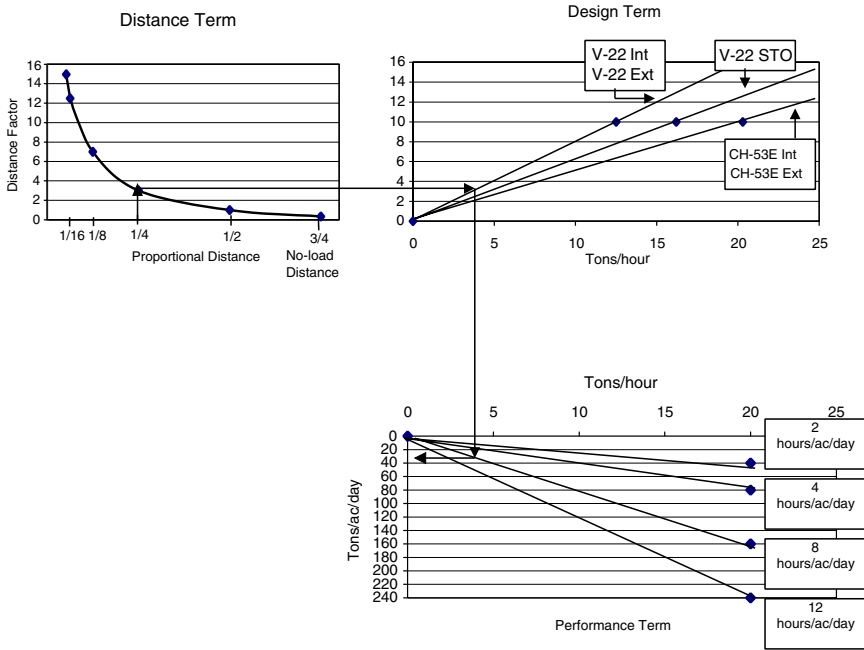 Distance Term
Distance Factor
16
14
12
10
8
6
4
2
0
1/16 1/8 1/4 1/2 3/4
Proportional Distance
No-load
Distance
Design Term
16
14
12
10
8
6
4
2
0
V-22 Int
V-22 Ext
V-22 STO
CH-53E Int
CH-53E Ext
0 5 10 15 20 25
Tons/hour
Tons/hour
0 5 10 15 20 25
Tons/ac/day
0
20
40
60
80
100
120
140
160
180
200
220
240
2
hours/ac/day
4
hours/ac/day
8
hours/ac/day
12
hours/ac/day
Performance Term